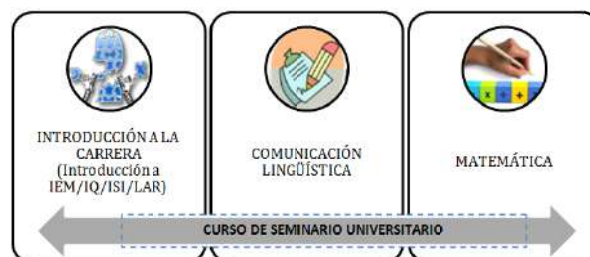 INTRODUCCIÓN A LA
CARRERA
(Introducción a
IEM/IQ/ISI/LAR)
COMUNICACIÓN
LINGÜÍSTICA
MATEMÁTICA
CURSO DE SEMINARIO UNIVERSITARIO